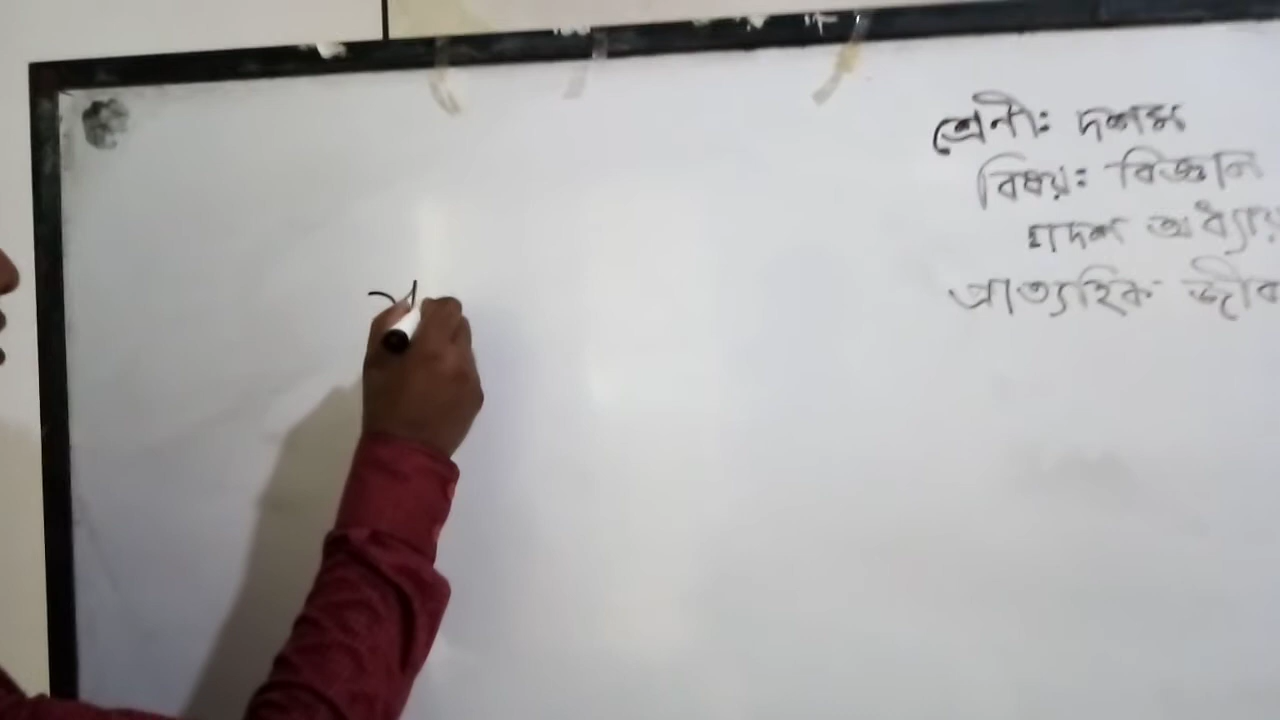 শ্রেনীঃ দশম
বিষয়ঃ বিজ্ঞান
দশম অধ্যায়
প্রাত্যহিক জীব